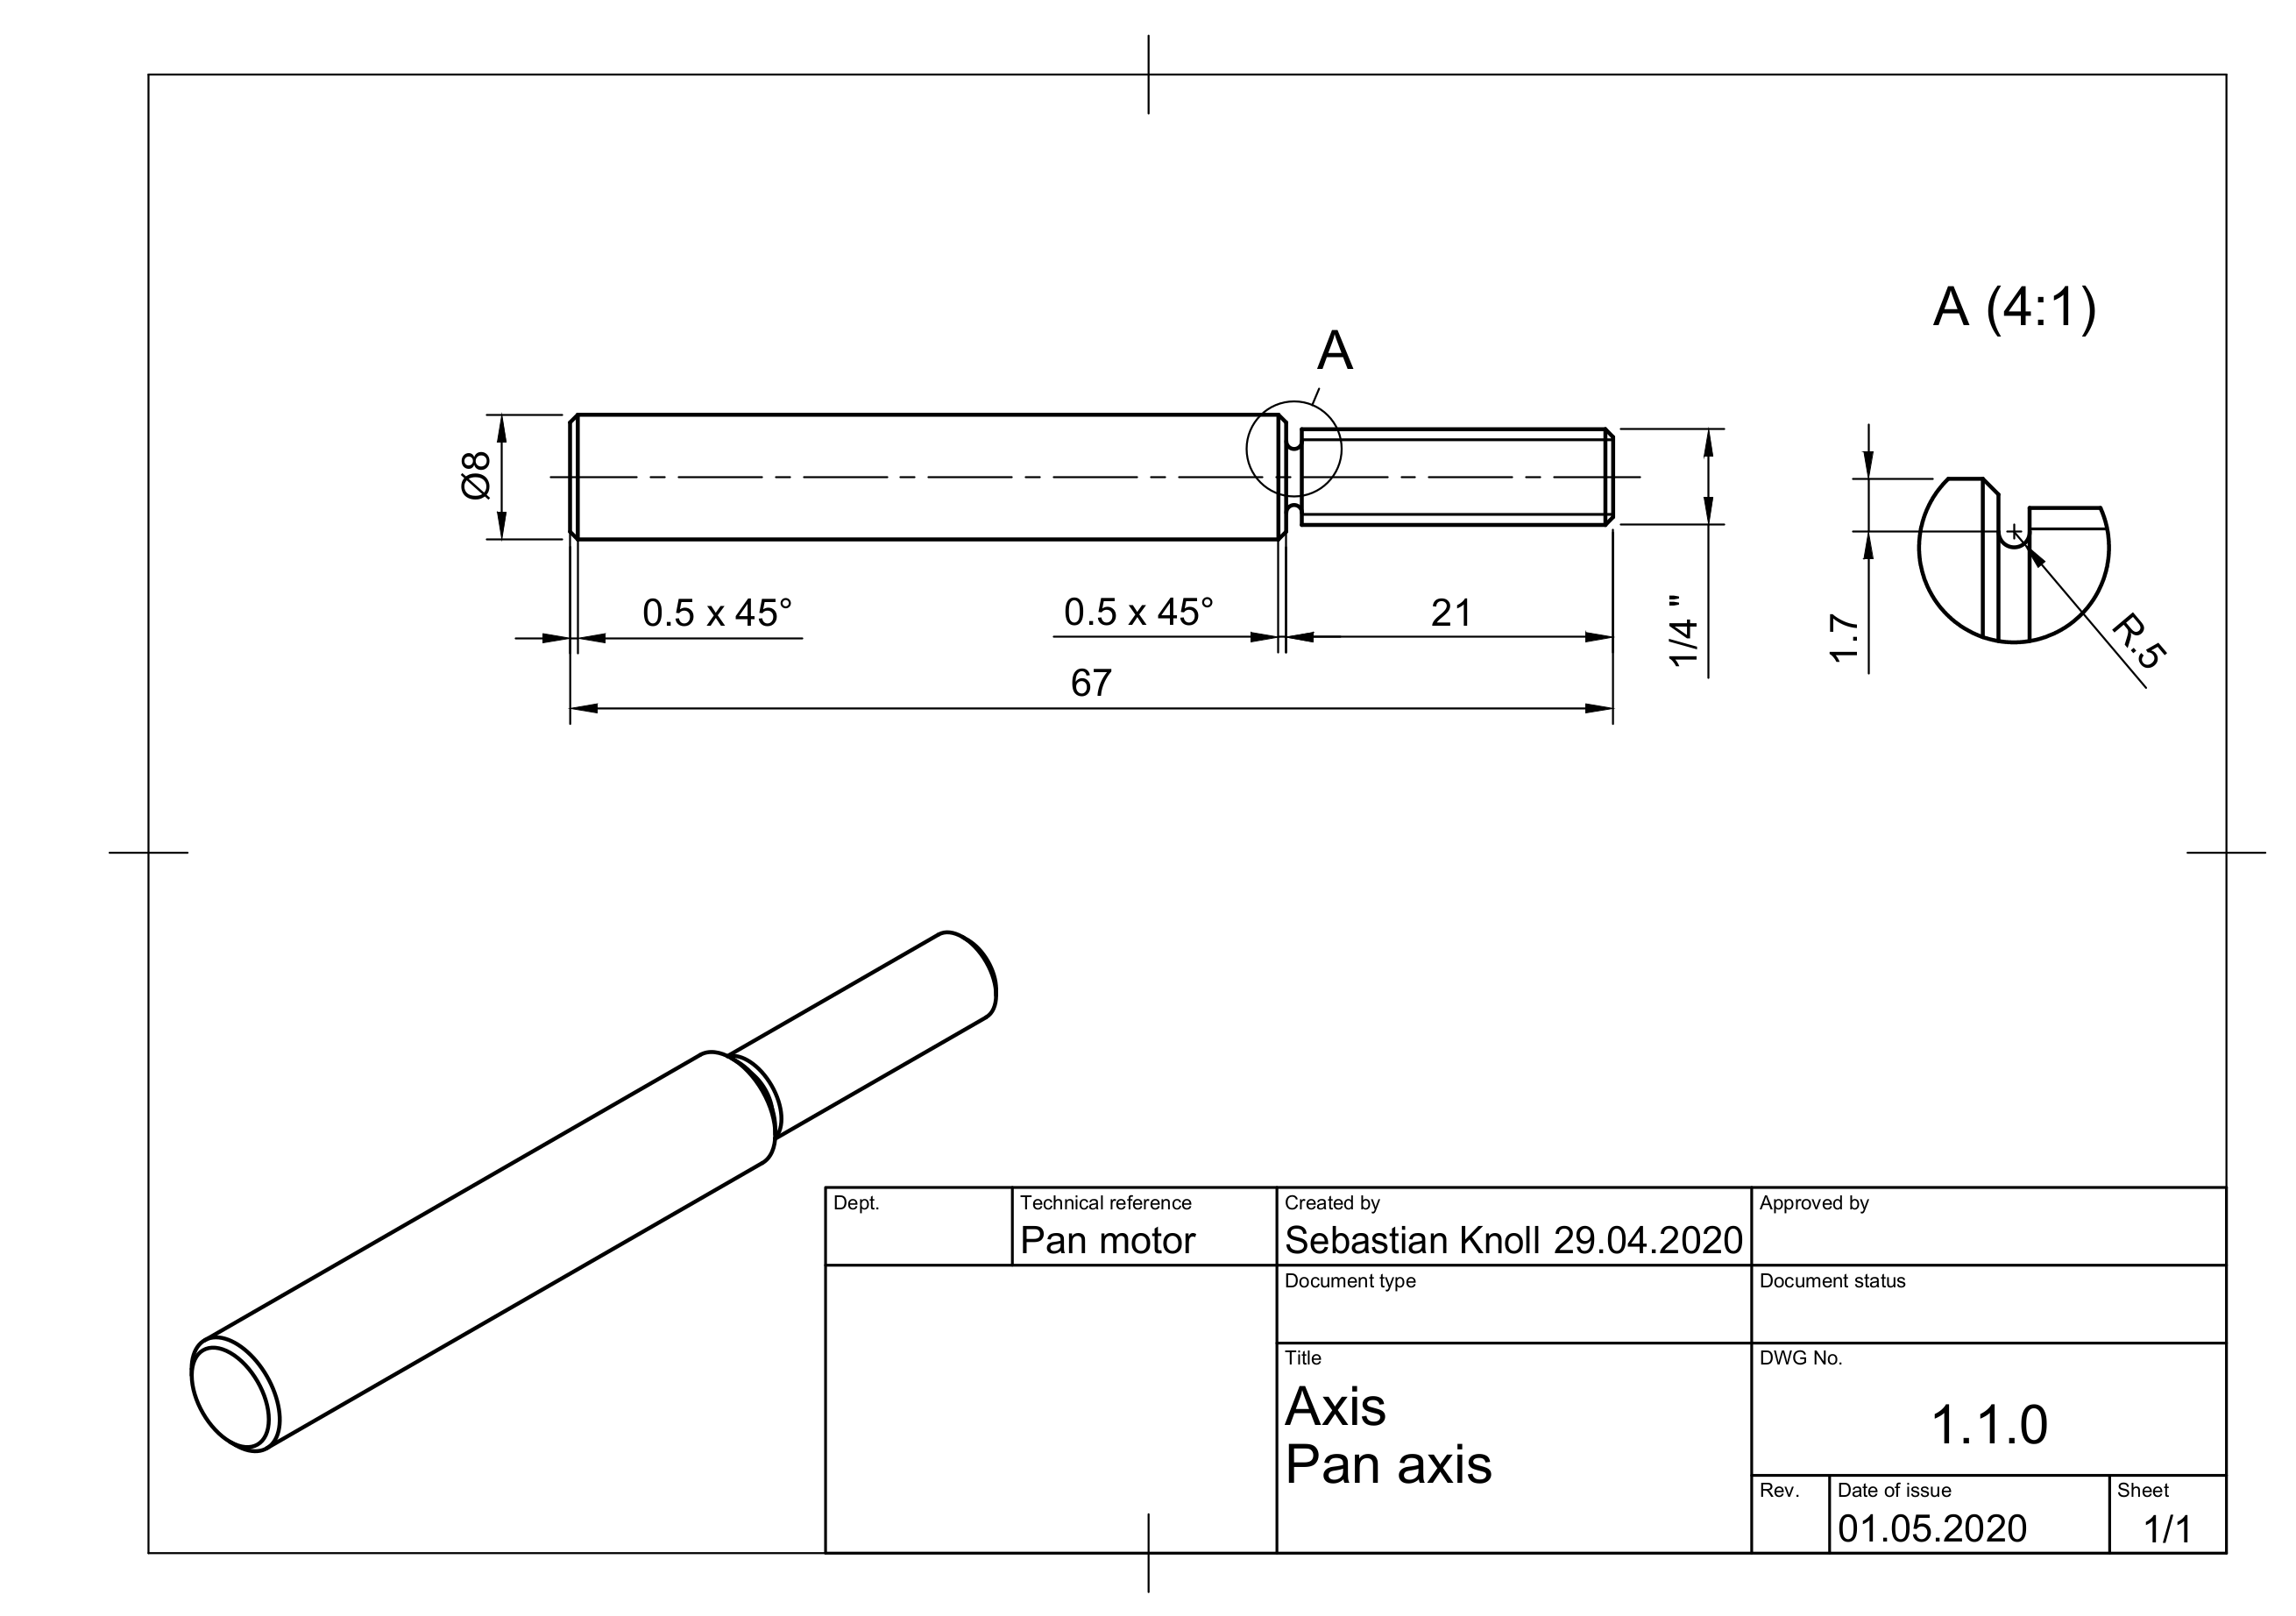 A (4:1)
A
Ø8
0.5 x 45°
0.5 x 45°
21
1/4 "
1.7
R.5
67
Dept.
Technical reference
Pan motor
Created by
Sebastian Knoll 29.04.2020
Approved by
Document type
Document status
Title
Axis
Pan axis
DWG No.
1.1.0
Rev.
Date of issue
01.05.2020
Sheet
1/1